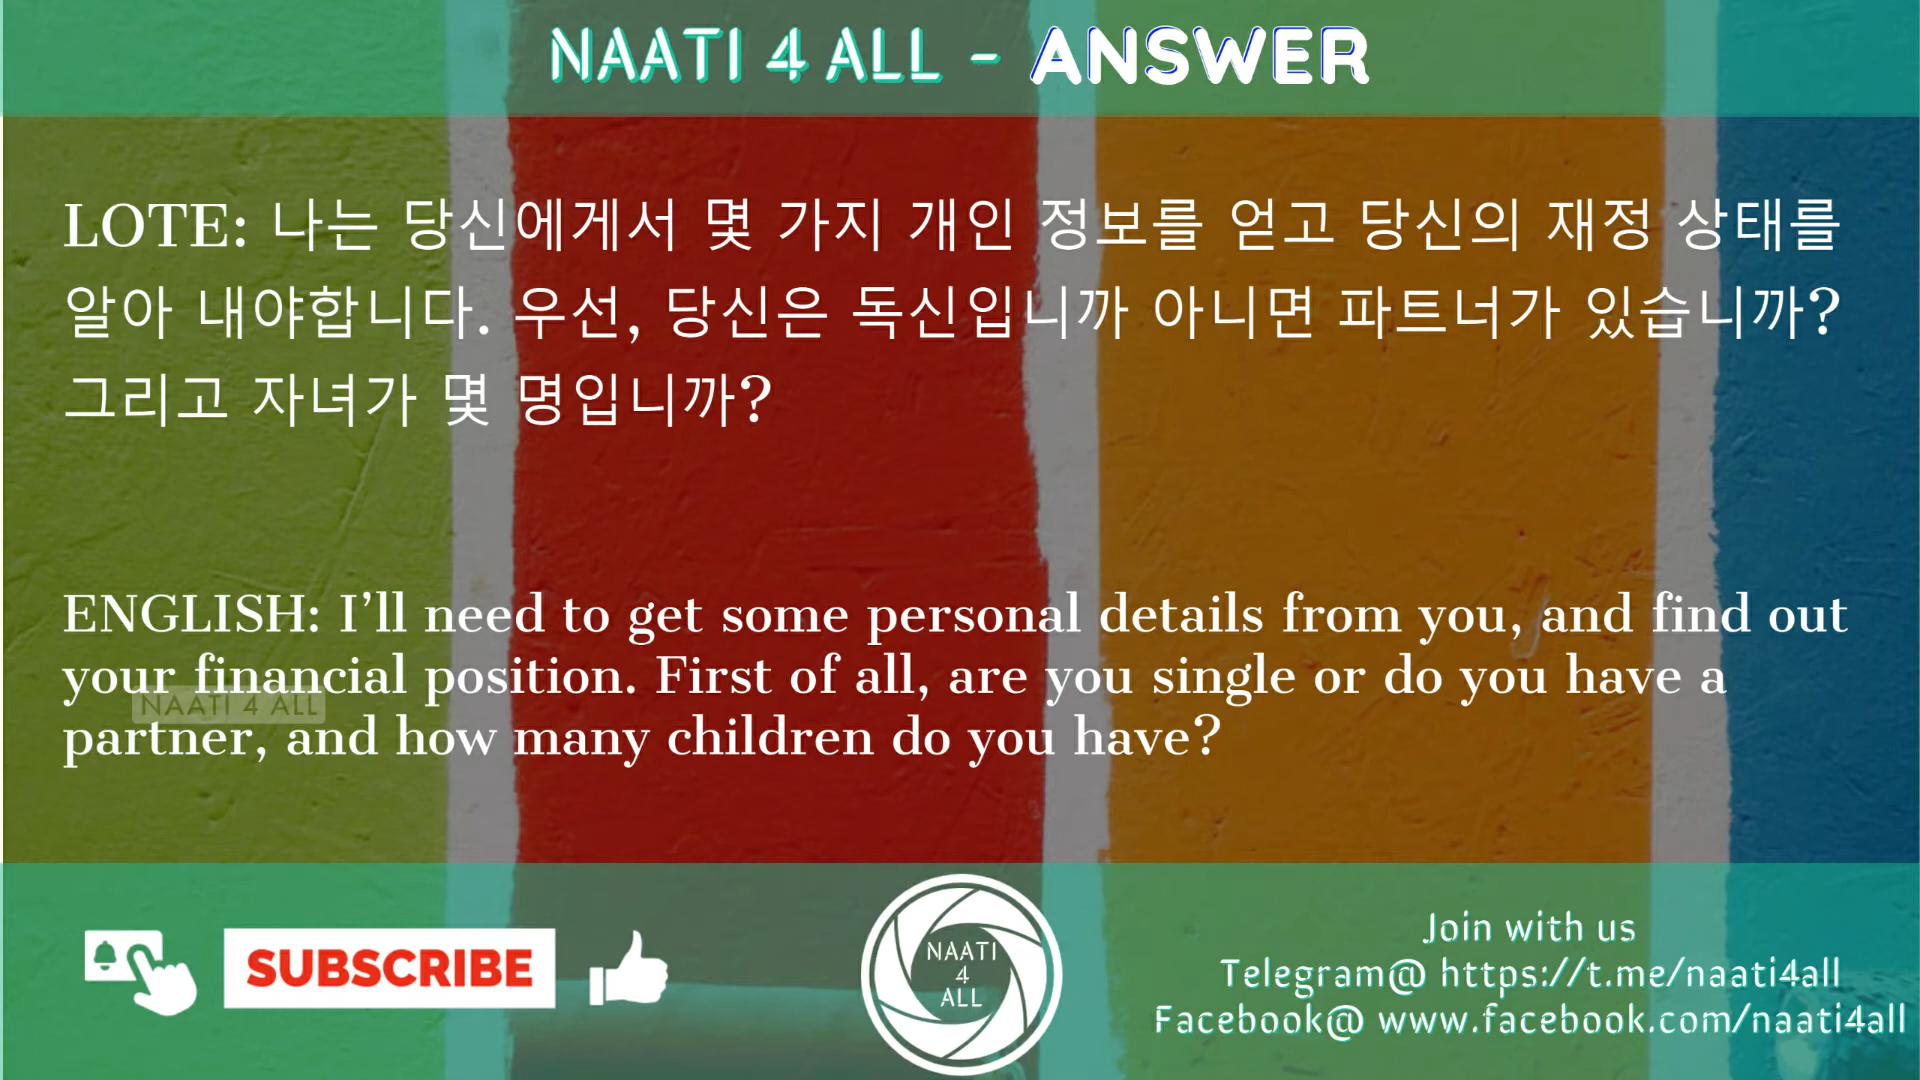 NAATI 4 ALL - ANSWER
LOTE: 나는 당신에게서 몇 가지 개인 정보를 얻고 당신의 재정 상태를
알아 내야합니다. 우선, 당신은 독신입니까 아니면 파트너가 있습니까?
그리고 자녀가 몇 명입니까?
ENGLISH: I'll need to get some personal details from you, and find out
your financial position. First of all, are you single or do you have a
NAATI 4 ALL
partner, and how many children do you have?
SUBSCRIBE
NAATI
4
ALL
Join with us
Telegram@ https://t.me/naati4all
Facebook@ www.facebook.com/naati4all